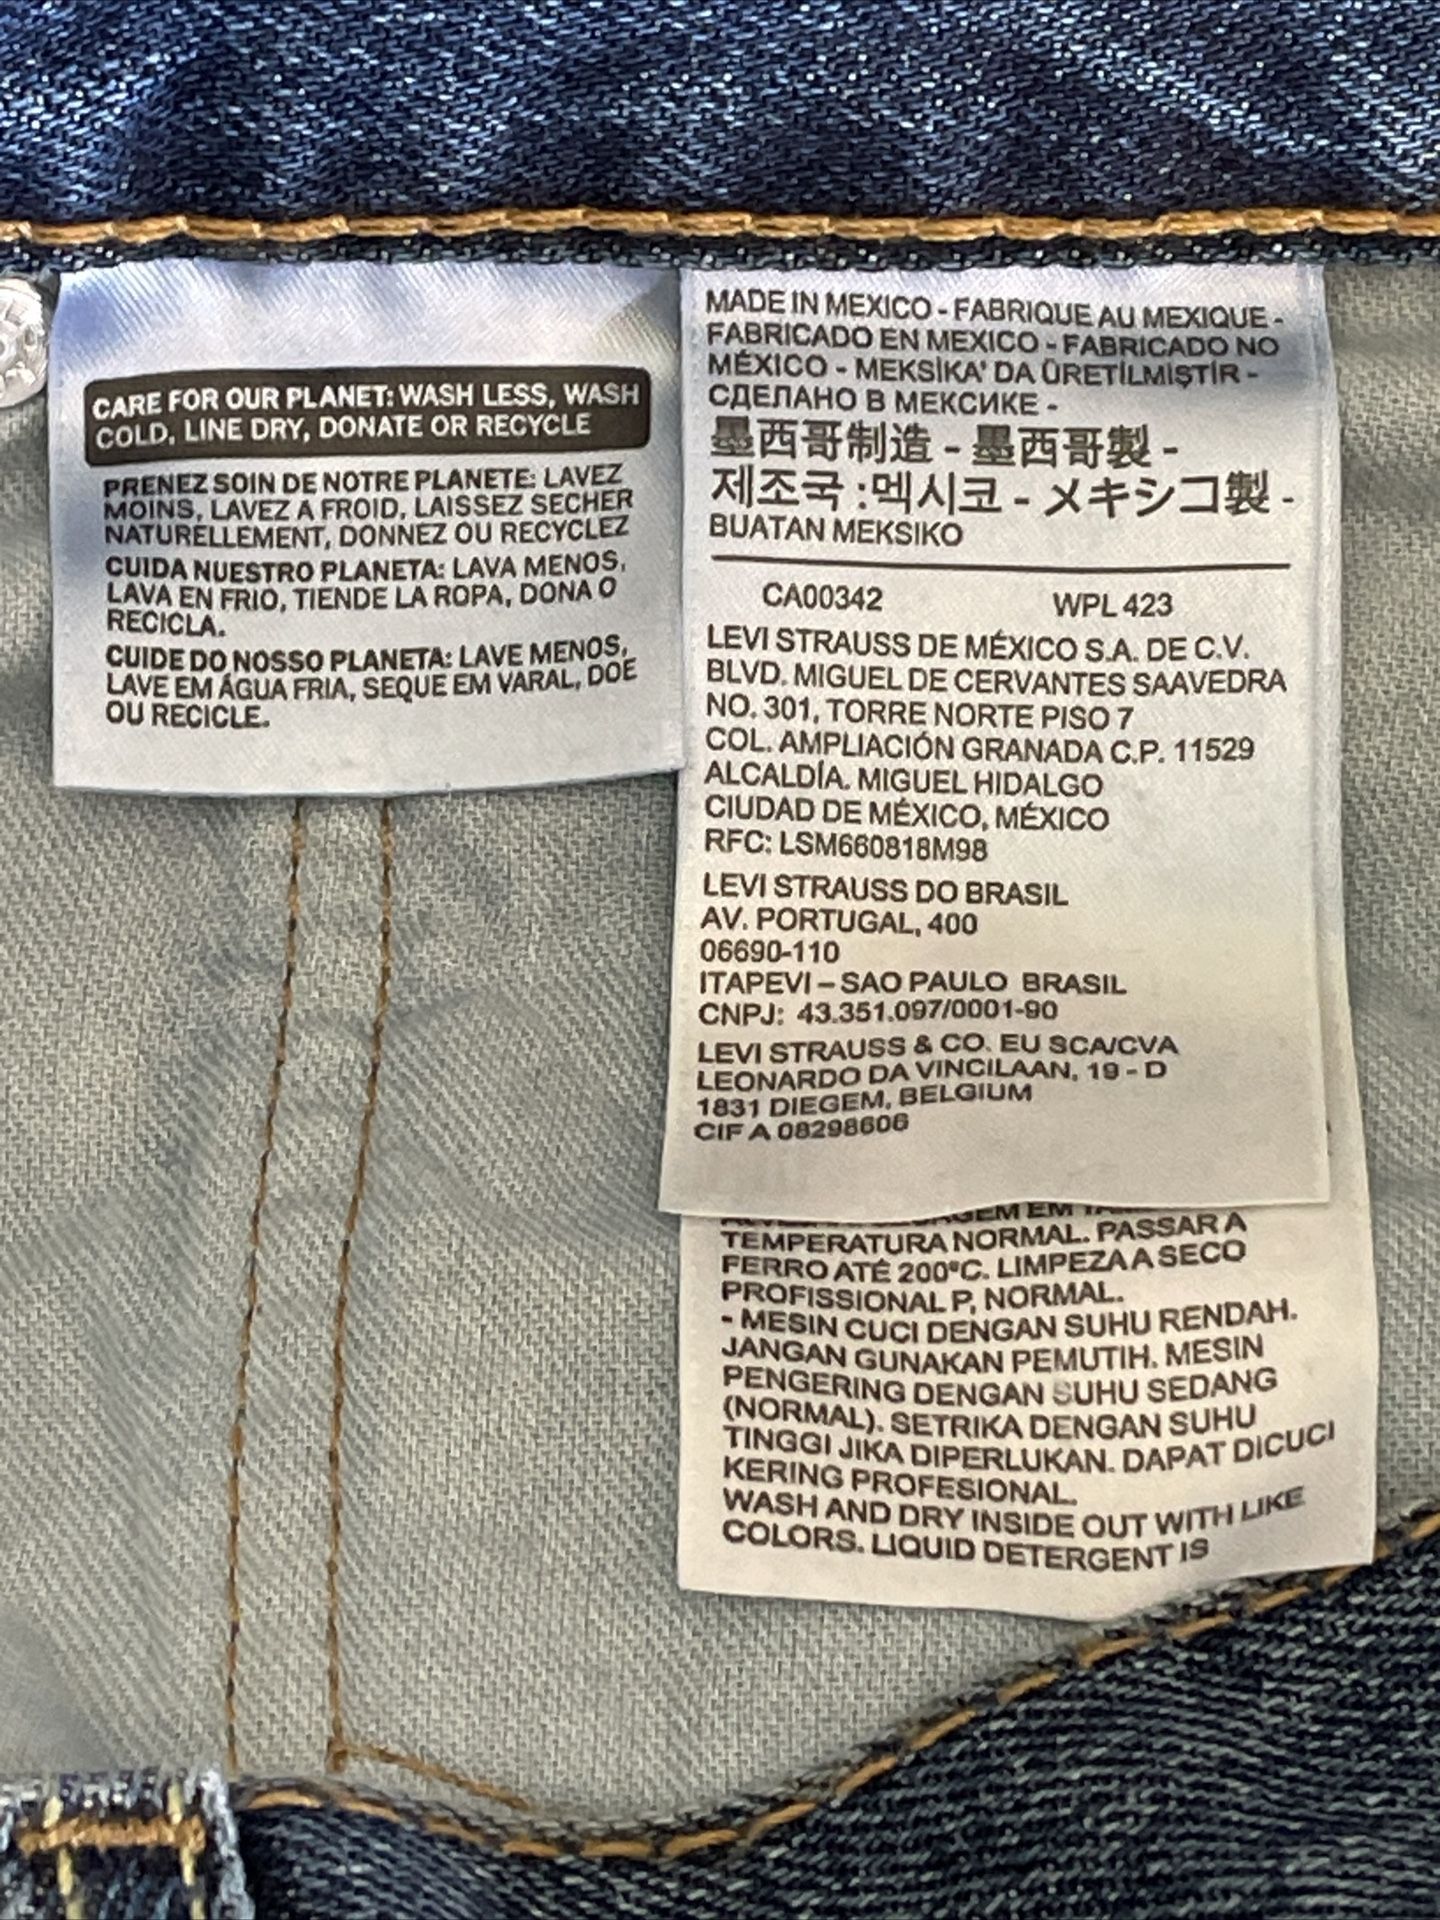 CARE FOR OUR PLANET: WASH LESS, WASH
COLD, LINE DRY, DONATE OR RECYCLE
PRENEZ SOIN DE NOTRE PLANETE: LAVEZ
MOINS, LAVEZ A FROID, LAISSEZ SECHER
NATURELLEMENT, DONNEZ OU RECYCLEZ
CUIDA NUESTRO PLANETA: LAVA MENOS,
LAVA EN FRIO, TIENDE LA ROPA, DONA O
RECICLA.
CUIDE DO NOSSO PLANETA: LAVE MENOS,
LAVE EM ÁGUA FRIA, SEQUE EM VARAL, DOE
OU RECICLE.
MADE IN MEXICO - FABRIQUE AU MEXIQUE -
FABRICADO EN MEXICO - FABRICADO NO
MÉXICO - MEKSİKA' DA ÜRETİLMİŞTİR -
СДЕЛАНО В МЕКСИКЕ -
墨西哥制造 - 墨西哥製 -
제조국 :멕시코 - メキシコ製 -
BUATAN MEKSIKO
CA00342 WPL 423
LEVI STRAUSS DE MÉXICO S.A. DE C.V.
BLVD. MIGUEL DE CERVANTES SAAVEDRA
NO. 301, TORRE NORTE PISO 7
COL. AMPLIACIÓN GRANADA C.P. 11529
ALCALDÍA. MIGUEL HIDALGO
CIUDAD DE MÉXICO, MÉXICO
RFC: LSM660818M98
LEVI STRAUSS DO BRASIL
AV. PORTUGAL, 400
06690-110
ITAPEVI – SAO PAULO BRASIL
CNPJ: 43.351.097/0001-90
LEVI STRAUSS & CO. EU SCA/CVA
LEONARDO DA VINCILAAN, 19 - D
1831 DIEGEM, BELGIUM
CIF A 08298606
EM
TEMPERATURA NORMAL. PASSAR A
FERRO ATÉ 200ºC. LIMPEZA A SECO
PROFISSIONAL P, NORMAL.
- MESIN CUCI DENGAN SUHU RENDAH.
JANGAN GUNAKAN PEMUTIH. MESIN
PENGERING DENGAN SUHU SEDANG
(NORMAL). SETRIKA DENGAN SUHU
TINGGI JIKA DIPERLUKAN. DAPAT DICUCI
KERING PROFESIONAL.
WASH AND DRY INSIDE OUT WITH LIKE
COLORS. LIQUID DETERGENT IS